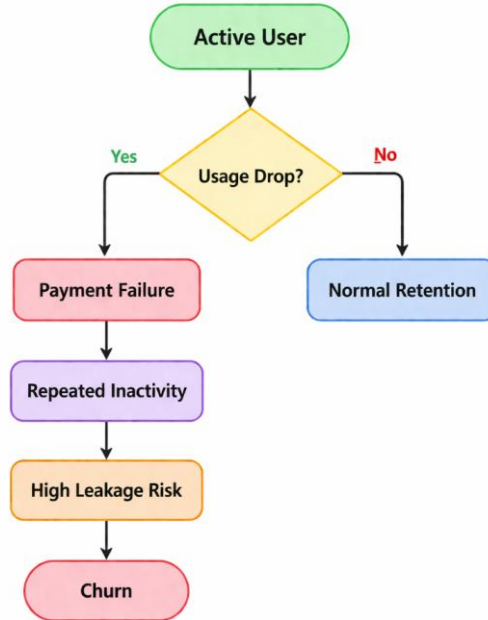 Active User
Usage Drop?
Yes
No
Payment Failure
Normal Retention
Repeated Inactivity
High Leakage Risk
Churn